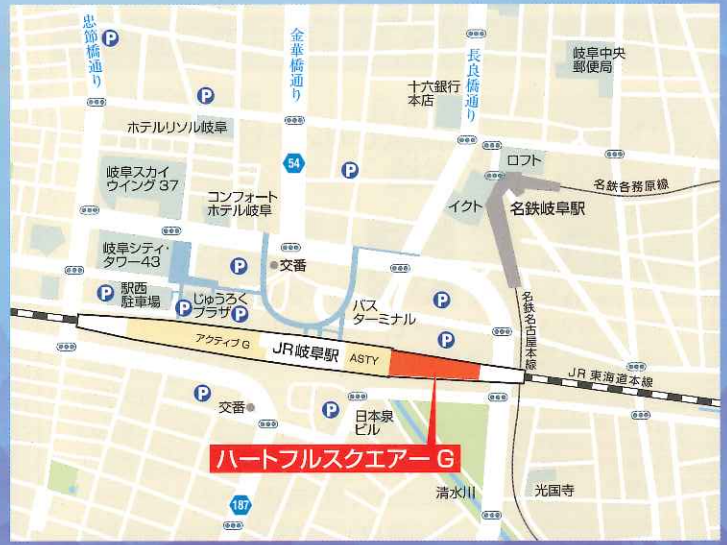 忠節橋通り
金華橋通り
長良橋通り
岐阜中央
郵便局
十六銀行
本店
ホテルリソル岐阜
54
ロフト
岐阜スカイ
ウイング 37
コンフォート
ホテル岐阜
イクト
名鉄岐阜駅
名鉄各務原線
岐阜シティ・
タワー43
交番
駅西
駐車場
じゅうろく
プラザ
バス
ターミナル
名鉄名古屋本線
アクティブ G
JR岐阜駅
ASTY
JR 東海道本線
交番
日本泉
ビル
ハートフルスクエアー G
清水川
光国寺
187
P
P
P
P
P
P
P
P
P
P
P
P